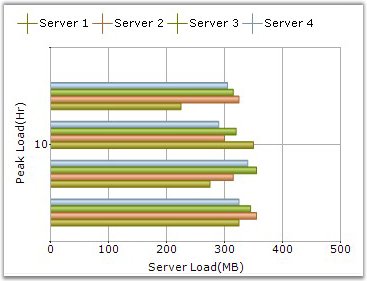 Server 1 Server 2 Server 3 Server 4
Peak Load(Hr)
10
0 100 200 300 400 500
Server Load(MB)